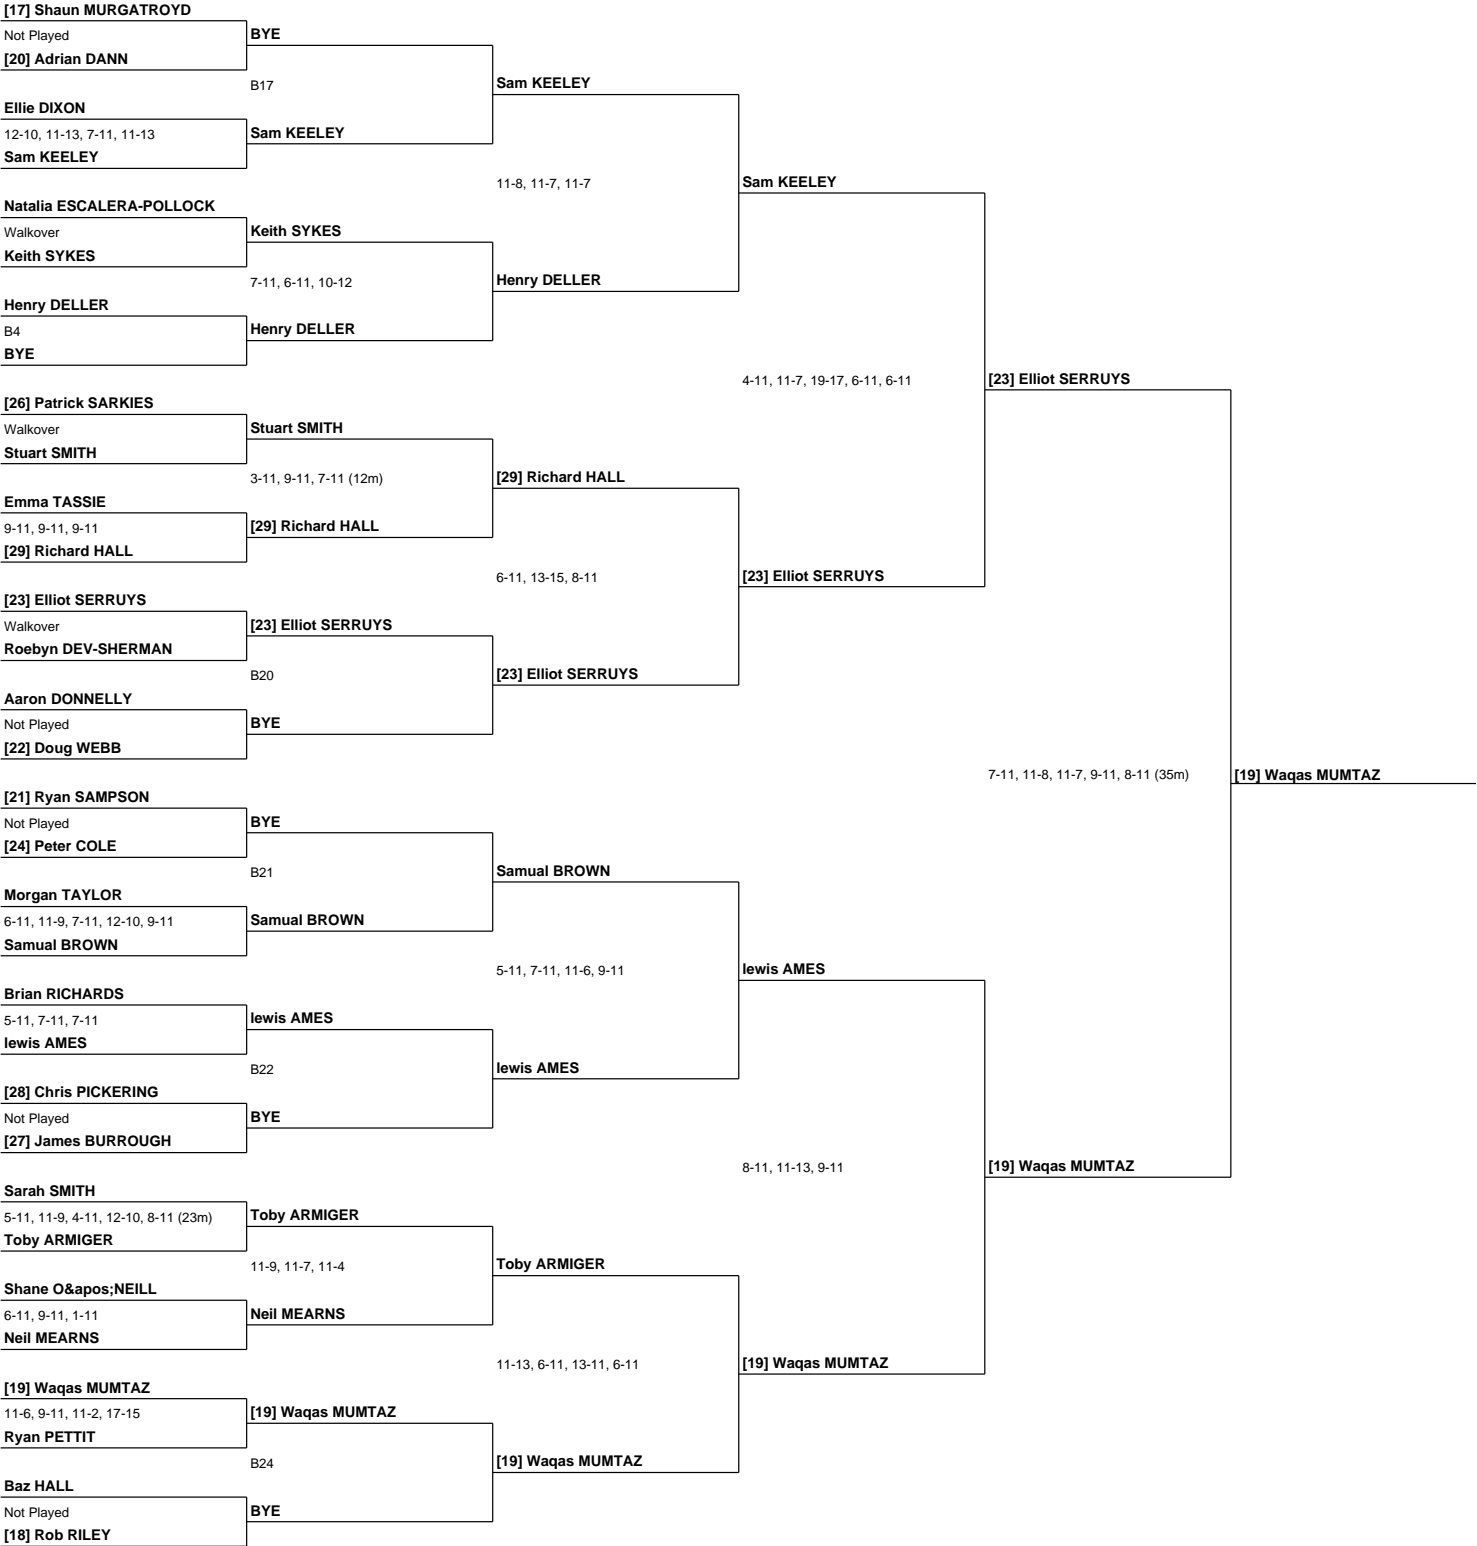 [17] Shaun MURGATROYD
Not Played
[20] Adrian DANN
BYE
B17
Ellie DIXON
12-10, 11-13, 7-11, 11-13
Sam KEELEY
Sam KEELEY
Sam KEELEY
11-8, 11-7, 11-7
Natalia ESCALERA-POLLOCK
Walkover
Keith SYKES
Keith SYKES
7-11, 6-11, 10-12
Henry DELLER
B4
BYE
Henry DELLER
Henry DELLER
Sam KEELEY
4-11, 11-7, 19-17, 6-11, 6-11
[26] Patrick SARKIES
Walkover
Stuart SMITH
Stuart SMITH
3-11, 9-11, 7-11 (12m)
Emma TASSIE
9-11, 9-11, 9-11
[29] Richard HALL
[29] Richard HALL
[29] Richard HALL
6-11, 13-15, 8-11
[23] Elliot SERRUYS
Walkover
Roebyn DEV-SHERMAN
[23] Elliot SERRUYS
B20
Aaron DONNELLY
Not Played
[22] Doug WEBB
BYE
[23] Elliot SERRUYS
[23] Elliot SERRUYS
[23] Elliot SERRUYS
7-11, 11-8, 11-7, 9-11, 8-11 (35m)
[19] Waqas MUMTAZ
[21] Ryan SAMPSON
Not Played
[24] Peter COLE
BYE
B21
Morgan TAYLOR
6-11, 11-9, 7-11, 12-10, 9-11
Samual BROWN
Samual BROWN
Samual BROWN
5-11, 7-11, 11-6, 9-11
Brian RICHARDS
5-11, 7-11, 7-11
lewis AMES
lewis AMES
B22
[28] Chris PICKERING
Not Played
[27] James BURROUGH
BYE
lewis AMES
lewis AMES
8-11, 11-13, 9-11
Sarah SMITH
5-11, 11-9, 4-11, 12-10, 8-11 (23m)
Toby ARMIGER
Toby ARMIGER
11-9, 11-7, 11-4
Shane O&apos;NEILL
6-11, 9-11, 1-11
Neil MEARNS
Neil MEARNS
Toby ARMIGER
11-13, 6-11, 13-11, 6-11
[19] Waqas MUMTAZ
11-6, 9-11, 11-2, 17-15
Ryan PETTIT
[19] Waqas MUMTAZ
B24
Baz HALL
Not Played
[18] Rob RILEY
BYE
[19] Waqas MUMTAZ
[19] Waqas MUMTAZ
[19] Waqas MUMTAZ